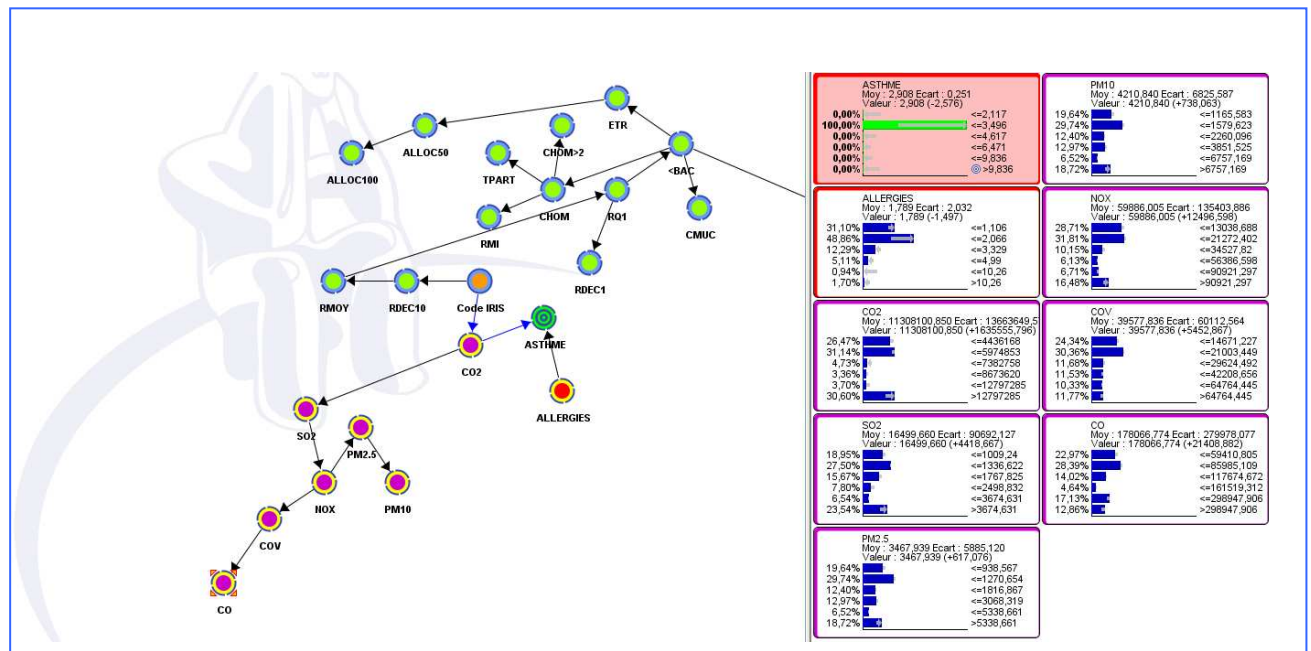 ETR
ALLOC50
CHOM>2
ALLOC100
TPART
<BAC
CHOM
RQ1
CMUC
RMI
RDEC1
RMOY
RDEC10
Code IRIS
CO2
ASTHME
ALLERGIES
SO2
PM2.5
NOX
PM10
COV
CO
ASTHME
Moy : 2,908 Ecart : 0,251
Valeur : 2,908 (-2,576)
0,00% <=2,117
100,00% <=3,496
0,00% <=4,617
0,00% <=6,471
0,00% <=9,836
0,00% >9,836
ALLERGIES
Moy : 1,789 Ecart : 2,032
Valeur : 1,789 (-1,497)
31,10% <=1,106
48,86% <=2,066
12,29% <=3,329
5,11% <=4,99
0,94% <=10,26
1,70% >10,26
CO2
Moy : 11308100,850 Ecart : 13663649,5
Valeur : 11308100,850 (+1635555,796)
26,47% <=4436168
31,14% <=5974853
4,73% <=7382758
3,36% <=8673620
3,70% <=12797285
30,60% >12797285
SO2
Moy : 16499,660 Ecart : 90692,127
Valeur : 16499,660 (+4418,667)
18,95% <=1009,24
27,50% <=1336,622
15,67% <=1767,825
7,80% <=2498,832
6,54% <=3674,631
23,54% >3674,631
PM2.5
Moy : 3467,939 Ecart : 5885,120
Valeur : 3467,939 (+617,076)
19,64% <=938,567
29,74% <=1270,654
12,40% <=1816,867
12,97% <=3068,319
6,52% <=5338,661
18,72% >5338,661
PM10
Moy : 4210,840 Ecart : 6825,587
Valeur : 4210,840 (+738,063)
19,64% <=1165,583
29,74% <=1579,623
12,40% <=2260,096
12,97% <=3851,525
6,52% <=6757,169
18,72% >6757,169
NOX
Moy : 59886,005 Ecart : 135403,886
Valeur : 59886,005 (+12496,598)
28,71% <=13038,688
31,81% <=21272,402
10,15% <=34527,82
6,13% <=56386,598
6,71% <=90921,297
16,48% >90921,297
COV
Moy : 39577,836 Ecart : 60112,564
Valeur : 39577,836 (+5452,867)
24,34% <=14671,227
30,36% <=21003,449
11,68% <=29624,492
11,53% <=42208,656
10,33% <=64764,445
11,77% >64764,445
CO
Moy : 178066,774 Ecart : 279978,077
Valeur : 178066,774 (+21408,882)
22,97% <=59410,805
28,39% <=85985,109
14,02% <=117674,672
4,64% <=161519,312
17,13% <=298947,906
12,86% >298947,906